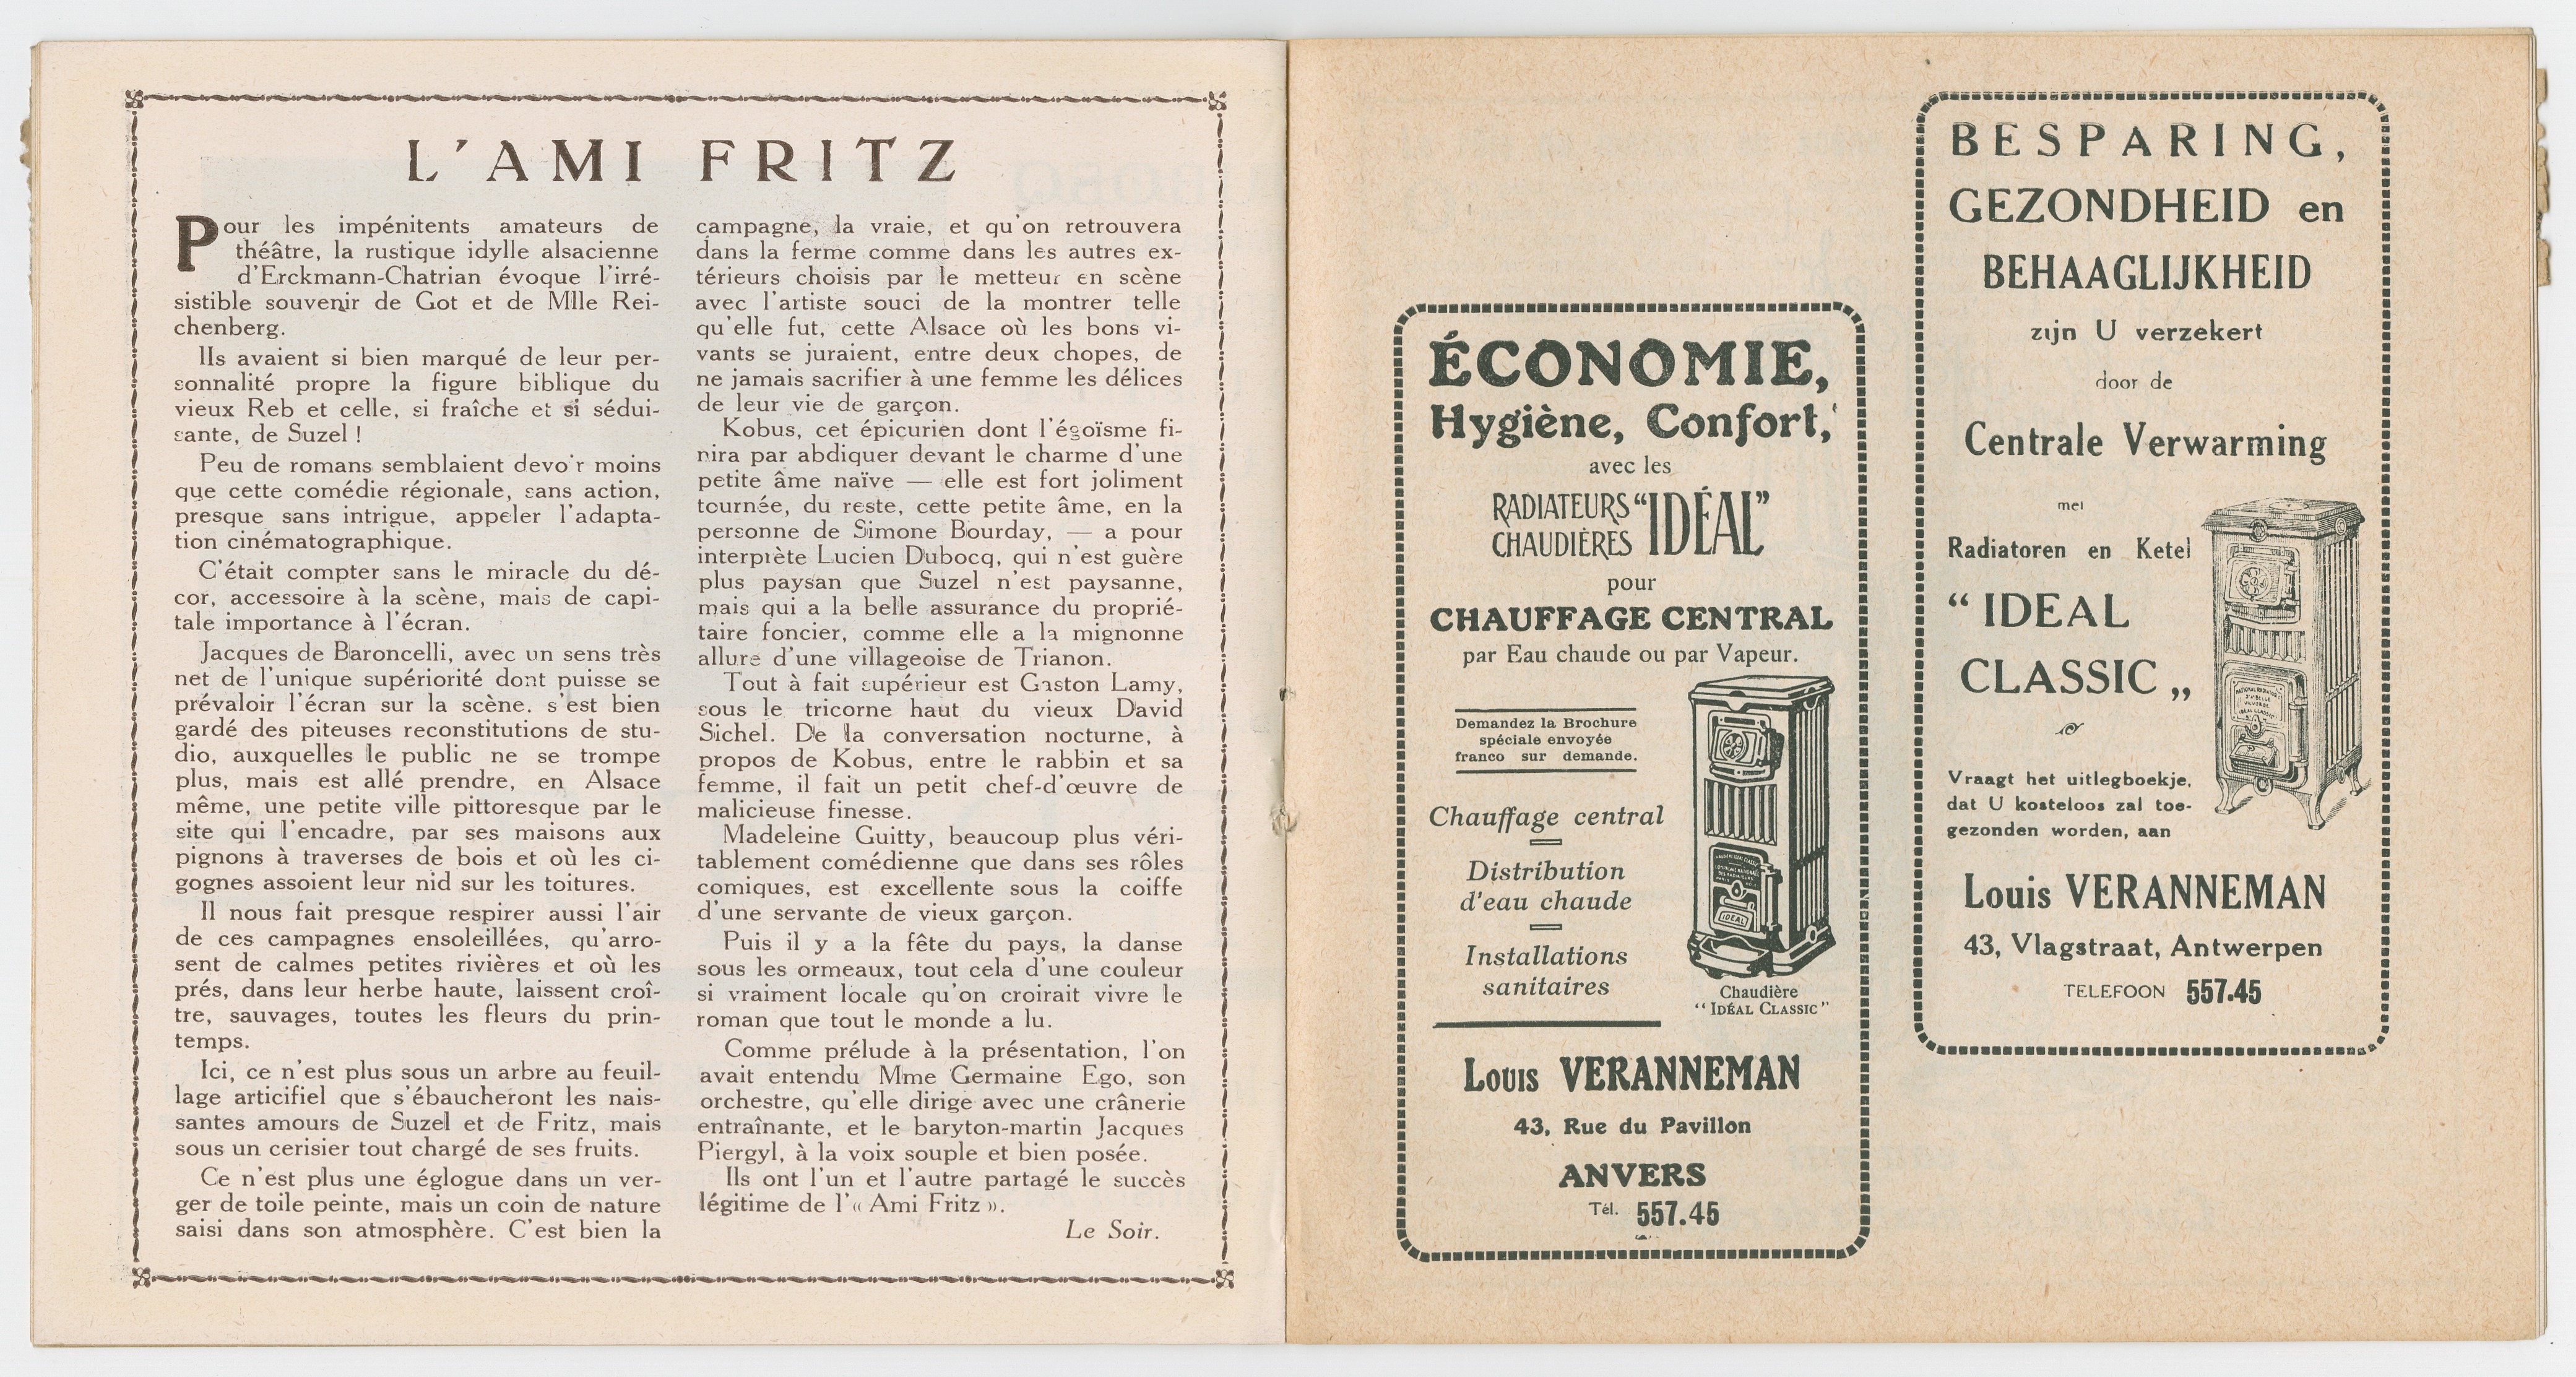 L'AMI FRITZ
Pour les impénitents amateurs de
théâtre, la rustique idylle alsacienne
d'Erckmann-Chatrian évoque l'irré-
sistible souvenir de Got et de Mlle Rei-
chenberg.
Ils avaient si bien marqué de leur per-
sonnalité propre la figure biblique du
vieux Reb et celle, si fraîche et si sédui-
sante, de Suzel !
Peu de romans semblaient devoir moins
que cette comédie régionale, sans action,
presque sans intrigue, appeler l'adapta-
tion cinématographique.
C'était compter sans le miracle du dé-
cor, accessoire à la scène, mais de capi-
tale importance à l'écran.
Jacques de Baroncelli, avec un sens très
net de l'unique supériorité dont puisse se
prévaloir l'écran sur la scène, s'est bien
gardé des piteuses reconstitutions de stu-
dio, auxquelles le public ne se trompe
plus, mais est allé prendre, en Alsace
même, une petite ville pittoresque par le
site qui l'encadre, par ses maisons aux
pignons à traverses de bois et où les ci-
gognes assoient leur nid sur les toitures.
Il nous fait presque respirer aussi l'air
de ces campagnes ensoleillées, qu'arro-
sent de calmes petites rivières et où les
prés, dans leur herbe haute, laissent croî-
tre, sauvages, toutes les fleurs du prin-
temps.
Ici, ce n'est plus sous un arbre au feuil-
lage articifiel que s'ébaucheront les nais-
santes amours de Suzel et de Fritz, mais
sous un cerisier tout chargé de ses fruits.
Ce n'est plus une églogue dans un ver-
ger de toile peinte, mais un coin de nature
saisi dans son atmosphère. C'est bien la
campagne, la vraie, et qu'on retrouvera
dans la ferme comme dans les autres ex-
térieurs choisis par le metteur en scène
avec l'artiste souci de la montrer telle
qu'elle fut, cette Alsace où les bons vi-
vants se juraient, entre deux chopes, de
ne jamais sacrifier à une femme les délices
de leur vie de garçon.
Kobus, cet épicurien dont l'égoïsme fi-
nira par abdiquer devant le charme d'une
petite âme naïve — elle est fort joliment
tournée, du reste, cette petite âme, en la
personne de Simone Bourday, — a pour
interprète Lucien Dubocq, qui n'est guère
plus paysan que Suzel n'est paysanne,
mais qui a la belle assurance du proprié-
taire foncier, comme elle a la mignonne
allure d'une villageoise de Trianon.
Tout à fait supérieur est Gaston Lamy,
sous le tricorne haut du vieux David
Sichel. De la conversation nocturne, à
propos de Kobus, entre le rabbin et sa
femme, il fait un petit chef-d'œuvre de
malicieuse finesse.
Madeleine Guitty, beaucoup plus véri-
tablement comédienne que dans ses rôles
comiques, est excellente sous la coiffe
d'une servante de vieux garçon.
Puis il y a la fête du pays, la danse
sous les ormeaux, tout cela d'une couleur
si vraiment locale qu'on croirait vivre le
roman que tout le monde a lu.
Comme prélude à la présentation, l'on
avait entendu Mme Germaine Ego, son
orchestre, qu'elle dirige avec une crânerie
entraînante, et le baryton-martin Jacques
Piergyl, à la voix souple et bien posée.
Ils ont l'un et l'autre partagé le succès
légitime de l'« Ami Fritz ».
Le Soir.
ÉCONOMIE,
Hygiène, Confort,
avec les
RADIATEURS
CHAUDIÈRES
"IDÉAL"
pour
CHAUFFAGE CENTRAL
par Eau chaude ou par Vapeur.
Demandez la Brochure
spéciale envoyée
franco sur demande.
Chauffage central
Distribution
d'eau chaude
Installations
sanitaires
IDEAL
Chaudière
"IDÉAL CLASSIC"
Louis VERANNEMAN
43, Rue du Pavillon
ANVERS
Tél. 557.45
BESPARING,
GEZONDHEID en
BEHAAGLIJKHEID
zijn U verzekert
door de
Centrale Verwarming
met
Radiatoren en Ketel
“ IDEAL
CLASSIC „
Vraagt het uitlegboekje,
dat U kosteloos zal toe-
gezonden worden, aan
Louis VERANNEMAN
43, Vlagstraat, Antwerpen
TELEFOON 557.45